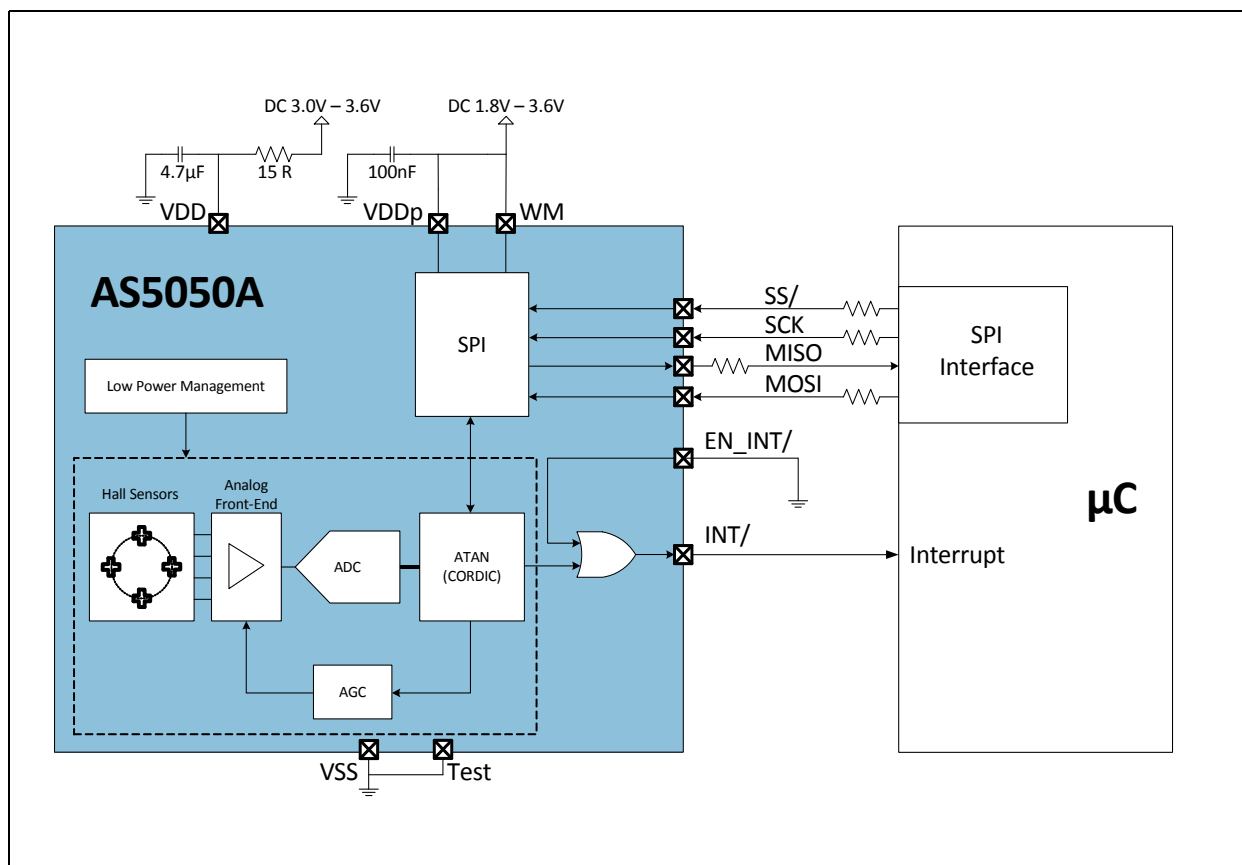 DC 3.0V – 3.6V
DC 1.8V – 3.6V
4.7µF
15 R
100nF
VDD
VDDp
WM
AS5050A
SS/
SCK
MISO
MOSI
SPI
SPI
Interface
Low Power Management
EN_INT/
µC
Hall Sensors
Analog
Front-End
ADC
ATAN
(CORDIC)
INT/
Interrupt
AGC
VSS
Test